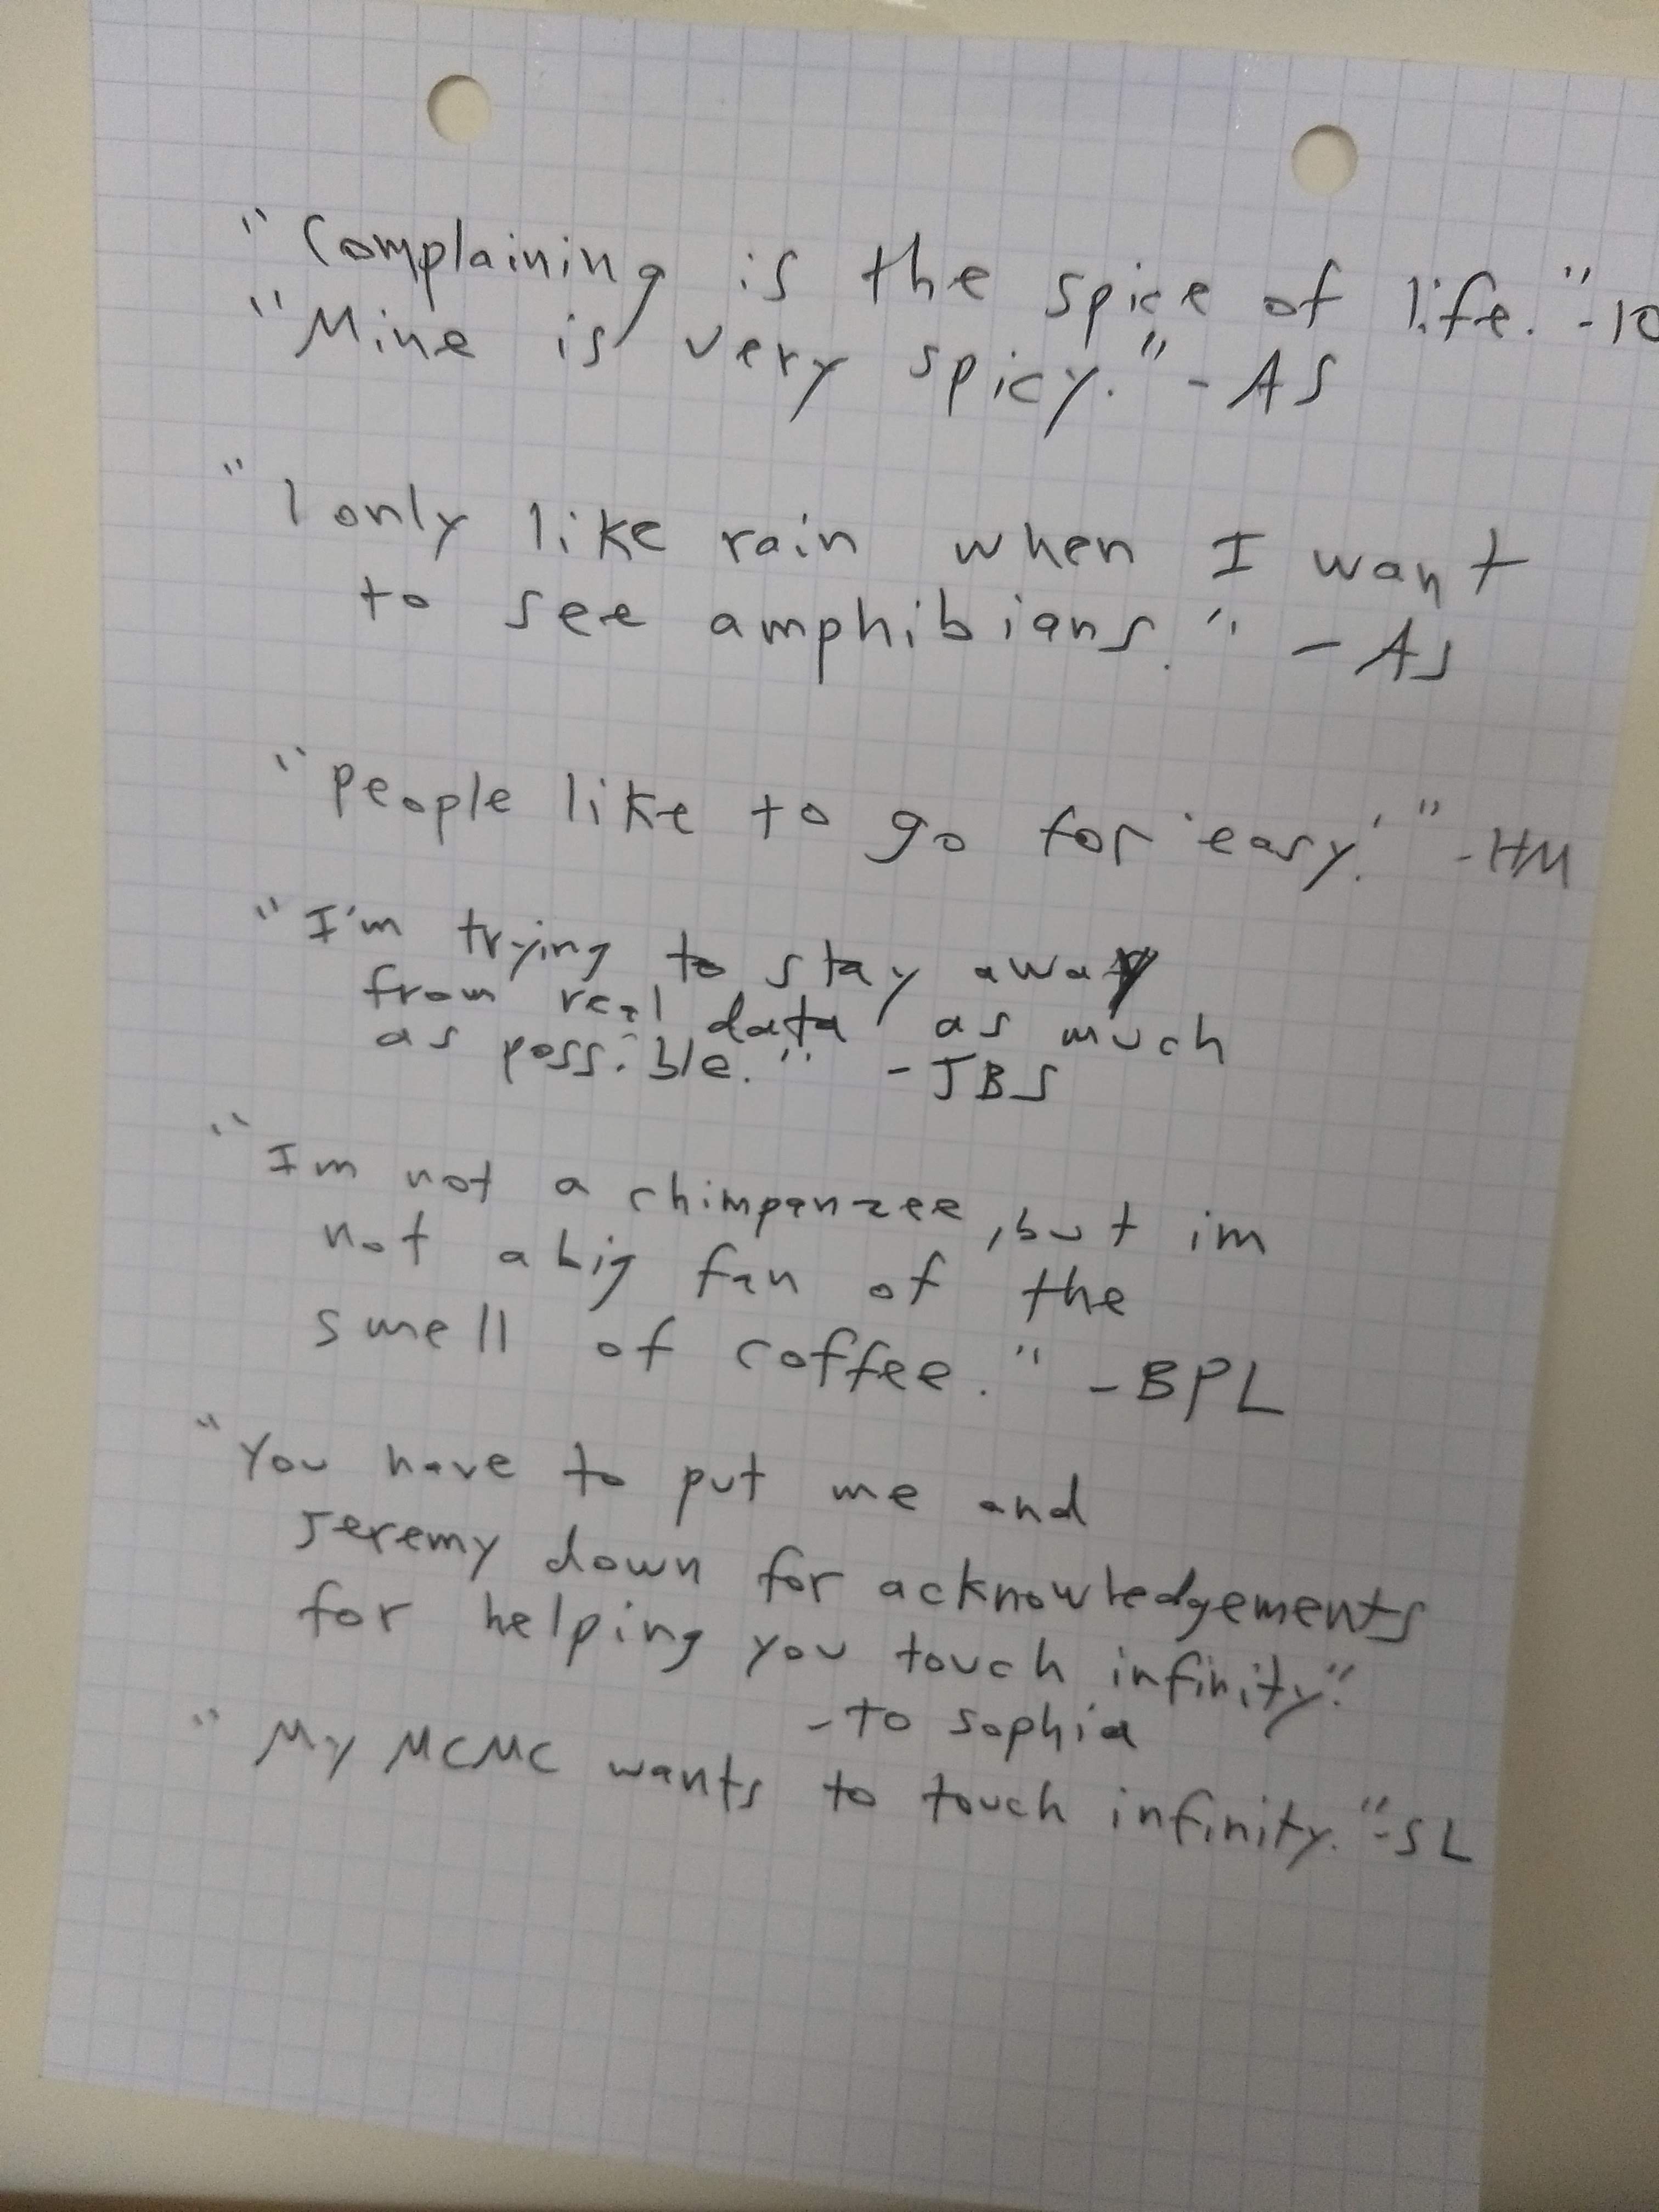 "Complaining is the spice of life." -
"Mine is very spicy." - AS
"I only like rain when I want
to see amphibians." - AS
"People like to go for 'easy.'" - HM
"I'm trying to stay away
from real data as much
as possible." - JBS
"Im not a chimpanzee, but im
not a big fan of the
smell of coffee." - BPL
"You have to put me and
Jeremy down for acknowledgements
for helping you touch infinity."
- to Sophia
"My MCMC wants to touch infinity." - SL